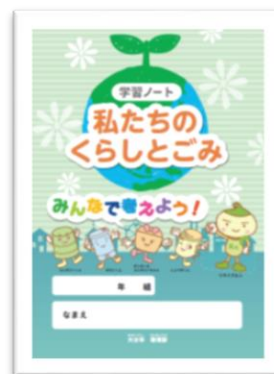 学習ノート
私たちの
くらしとごみ
みんなで考えよう！
年 組
なまえ